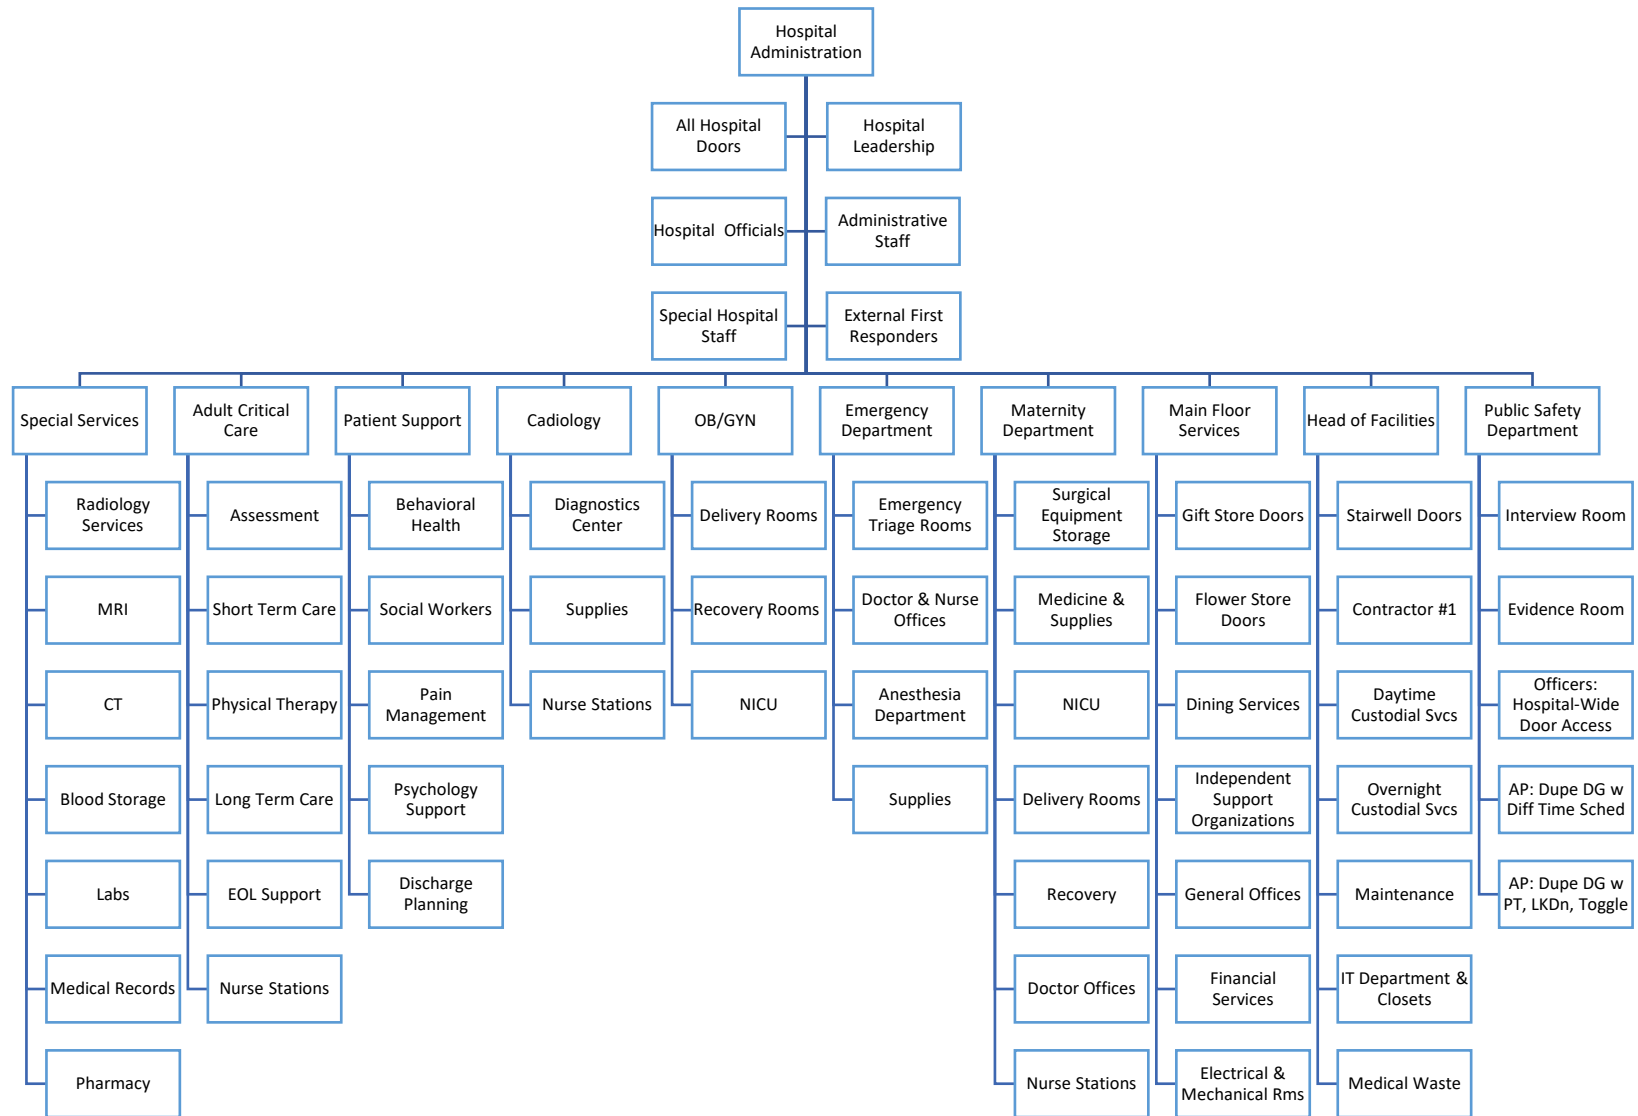 Hospital
Administration
All Hospital
Doors
Hospital
Leadership
Hospital  Officials
Administrative
Staff
Special Hospital
Staff
External First
Responders
Special Services
Adult Critical
Care
Patient Support
Cadiology
OB/GYN
Emergency
Department
Maternity
Department
Main Floor
Services
Head of Facilities
Public Safety
Department
Radiology
Services
MRI
CT
Blood Storage
Labs
Medical Records
Pharmacy
Assessment
Short Term Care
Physical Therapy
Long Term Care
EOL Support
Nurse Stations
Behavioral
Health
Social Workers
Pain
Management
Psychology
Support
Discharge
Planning
Diagnostics
Center
Supplies
Nurse Stations
Delivery Rooms
Recovery Rooms
NICU
Emergency
Triage Rooms
Doctor & Nurse
Offices
Anesthesia
Department
Supplies
Surgical
Equipment
Storage
Medicine &
Supplies
NICU
Delivery Rooms
Recovery
Doctor Offices
Nurse Stations
Gift Store Doors
Flower Store
Doors
Dining Services
Independent
Support
Organizations
General Offices
Financial
Services
Electrical &
Mechanical Rms
Stairwell Doors
Contractor #1
Daytime
Custodial Svcs
Overnight
Custodial Svcs
Maintenance
IT Department &
Closets
Medical Waste
Interview Room
Evidence Room
Officers:
Hospital-Wide
Door Access
AP: Dupe DG w
Diff Time Sched
AP: Dupe DG w
PT, LKDn, Toggle